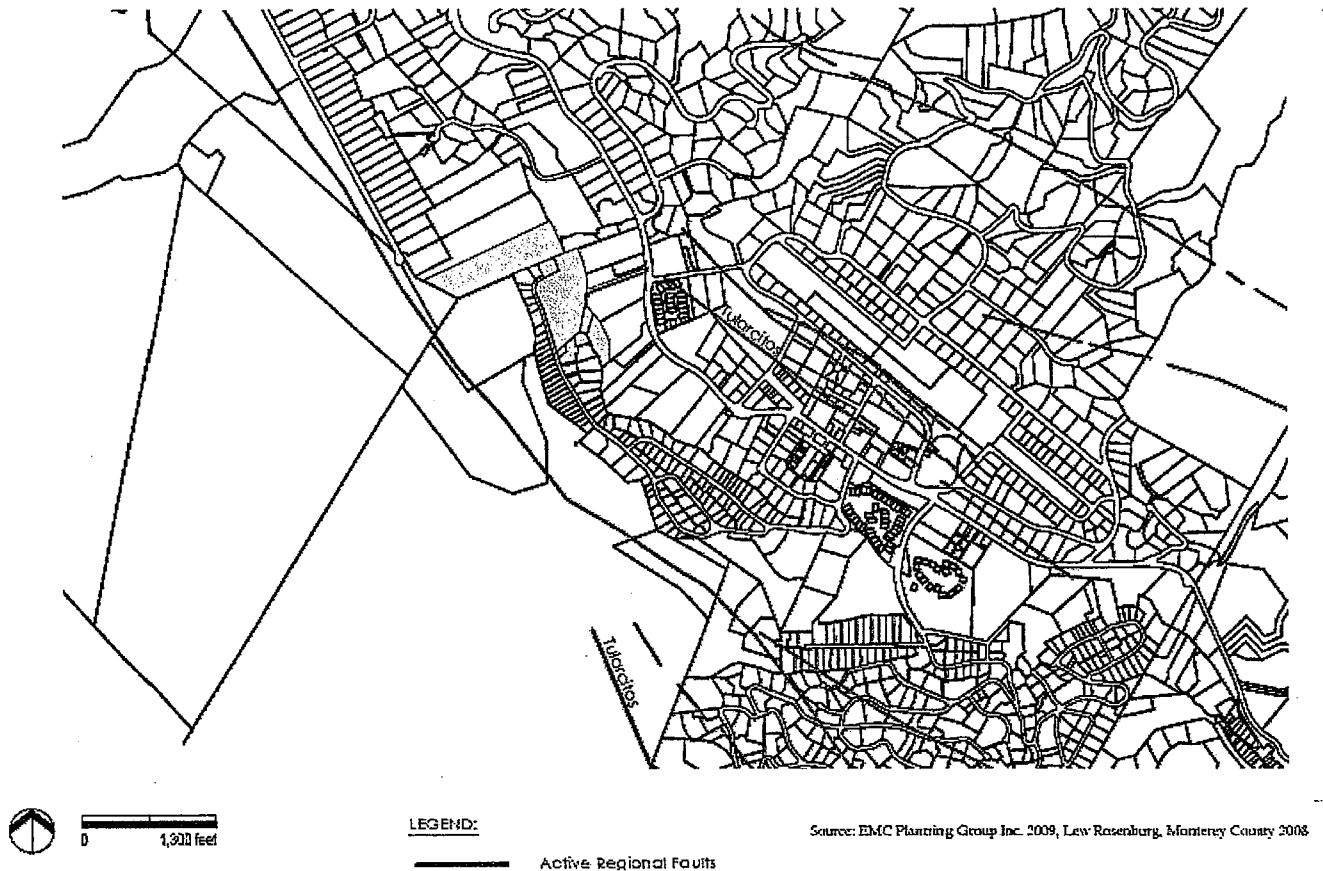 Tularcitos
Tularcitos
0 1,300 feet
LEGEND:
Active Regional Faults
Source: EMC Planning Group Inc. 2009, Lew Rosenburg, Monterey County 2008